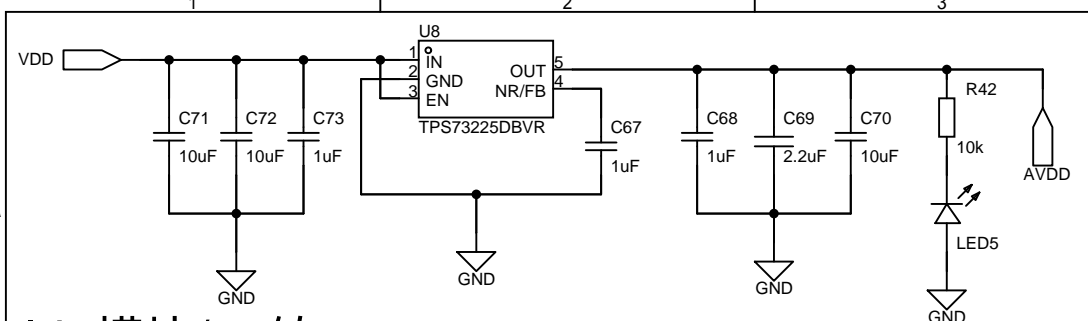 1 2 3
U8
VDD
1 IN
2 GND
3 EN
OUT 5
NR/FB 4
TPS73225DBVR
C71
10uF
C72
10uF
C73
1uF
C67
1uF
C68
1uF
C69
2.2uF
C70
10uF
R42
10k
AVDD
LED5
GND
GND
GND
GND